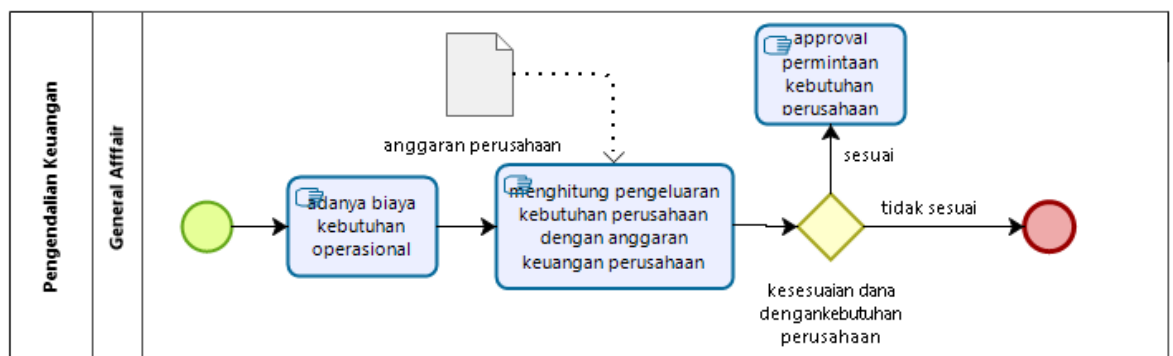 Pengendalian Keuangan
General Afffair
anggaran perusahaan
adanya biaya
kebutuhan
operasional
menghitung pengeluaran
kebutuhan perusahaan
dengan anggaran
keuangan perusahaan
approval
permintaan
kebutuhan
perusahaan
sesuai
tidak sesuai
kesesuaian dana
dengankebutuhan
perusahaan